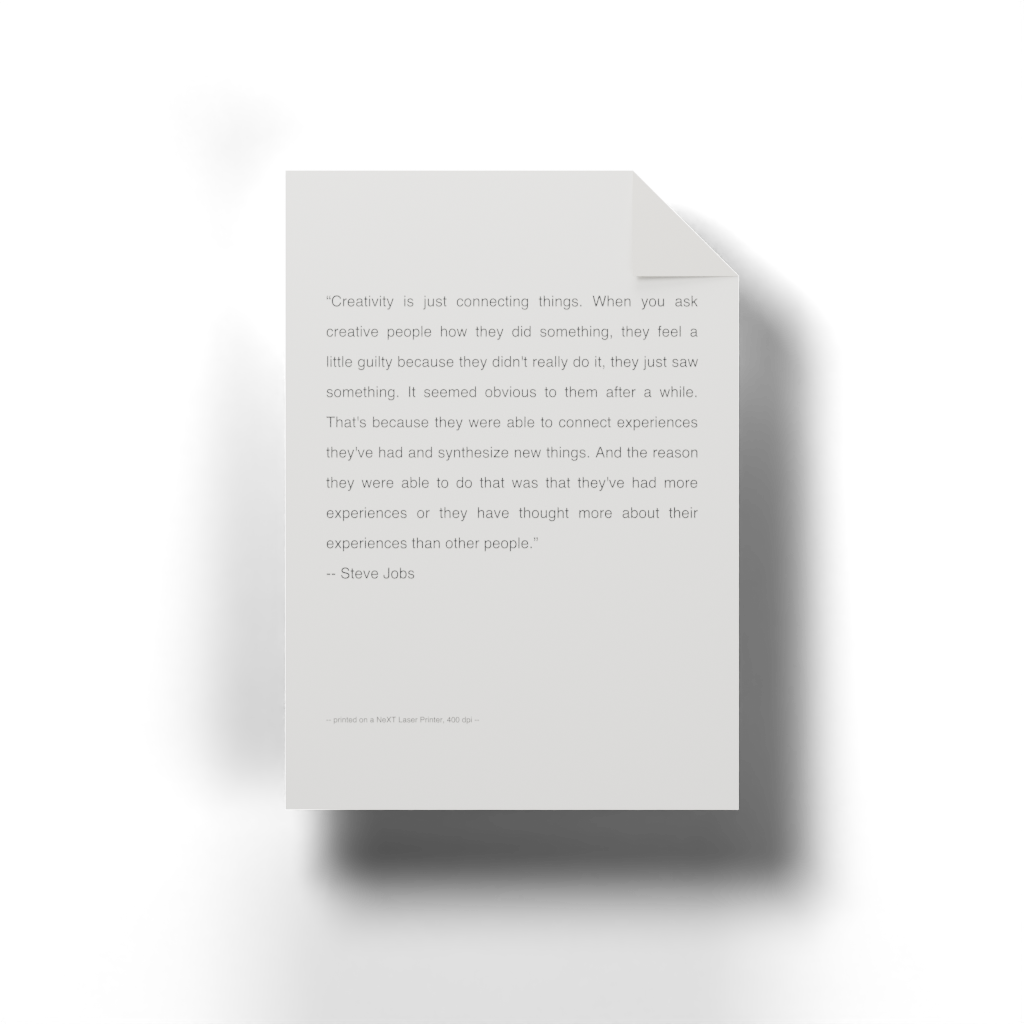 “Creativity is just connecting things. When you ask
creative people how they did something, they feel a
little guilty because they didn't really do it, they just saw
something. It seemed obvious to them after a while.
That's because they were able to connect experiences
they've had and synthesize new things. And the reason
they were able to do that was that they've had more
experiences or they have thought more about their
experiences than other people.”
-- Steve Jobs
-- printed on a NeXT Laser Printer, 400 dpi --